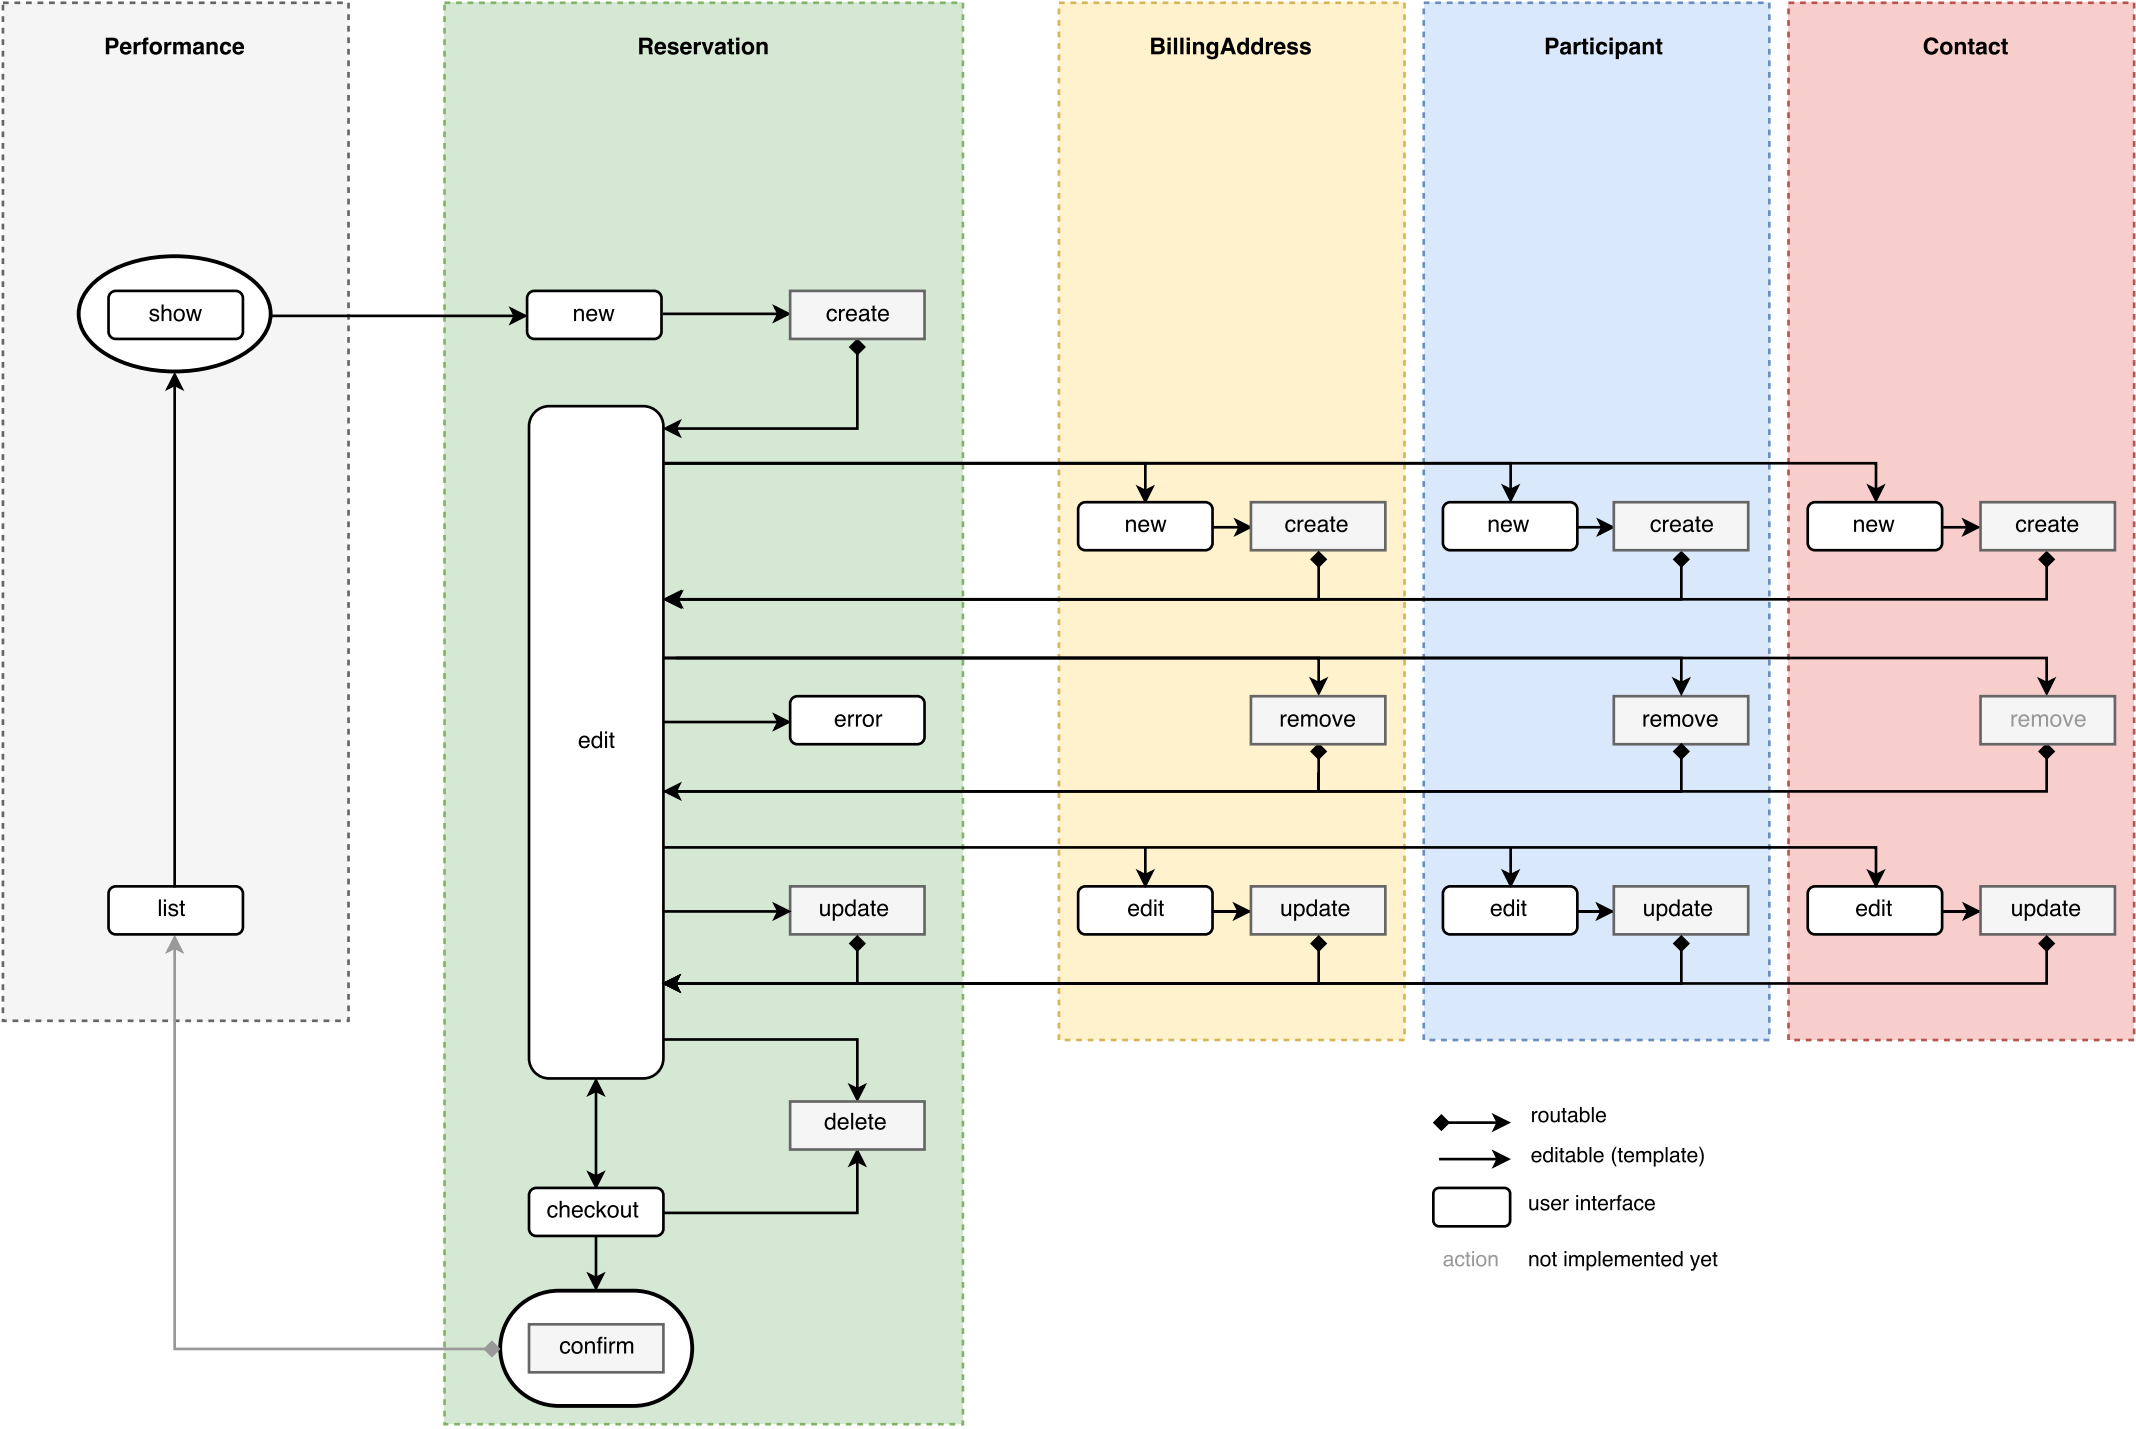 Performance
Reservation
BillingAddress
Participant
Contact
show
new
create
new
create
new
create
new
create
edit
error
remove
remove
remove
list
update
edit
update
edit
update
edit
update
delete
checkout
confirm
routable
editable (template)
user interface
action not implemented yet